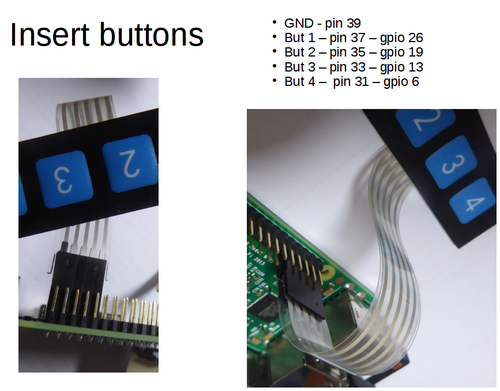 Insert buttons
• GND - pin 39
• But 1 – pin 37 – gpio 26
• But 2 – pin 35 – gpio 19
• But 3 – pin 33 – gpio 13
• But 4 – pin 31 – gpio 6
3 2
2
3
4
2015